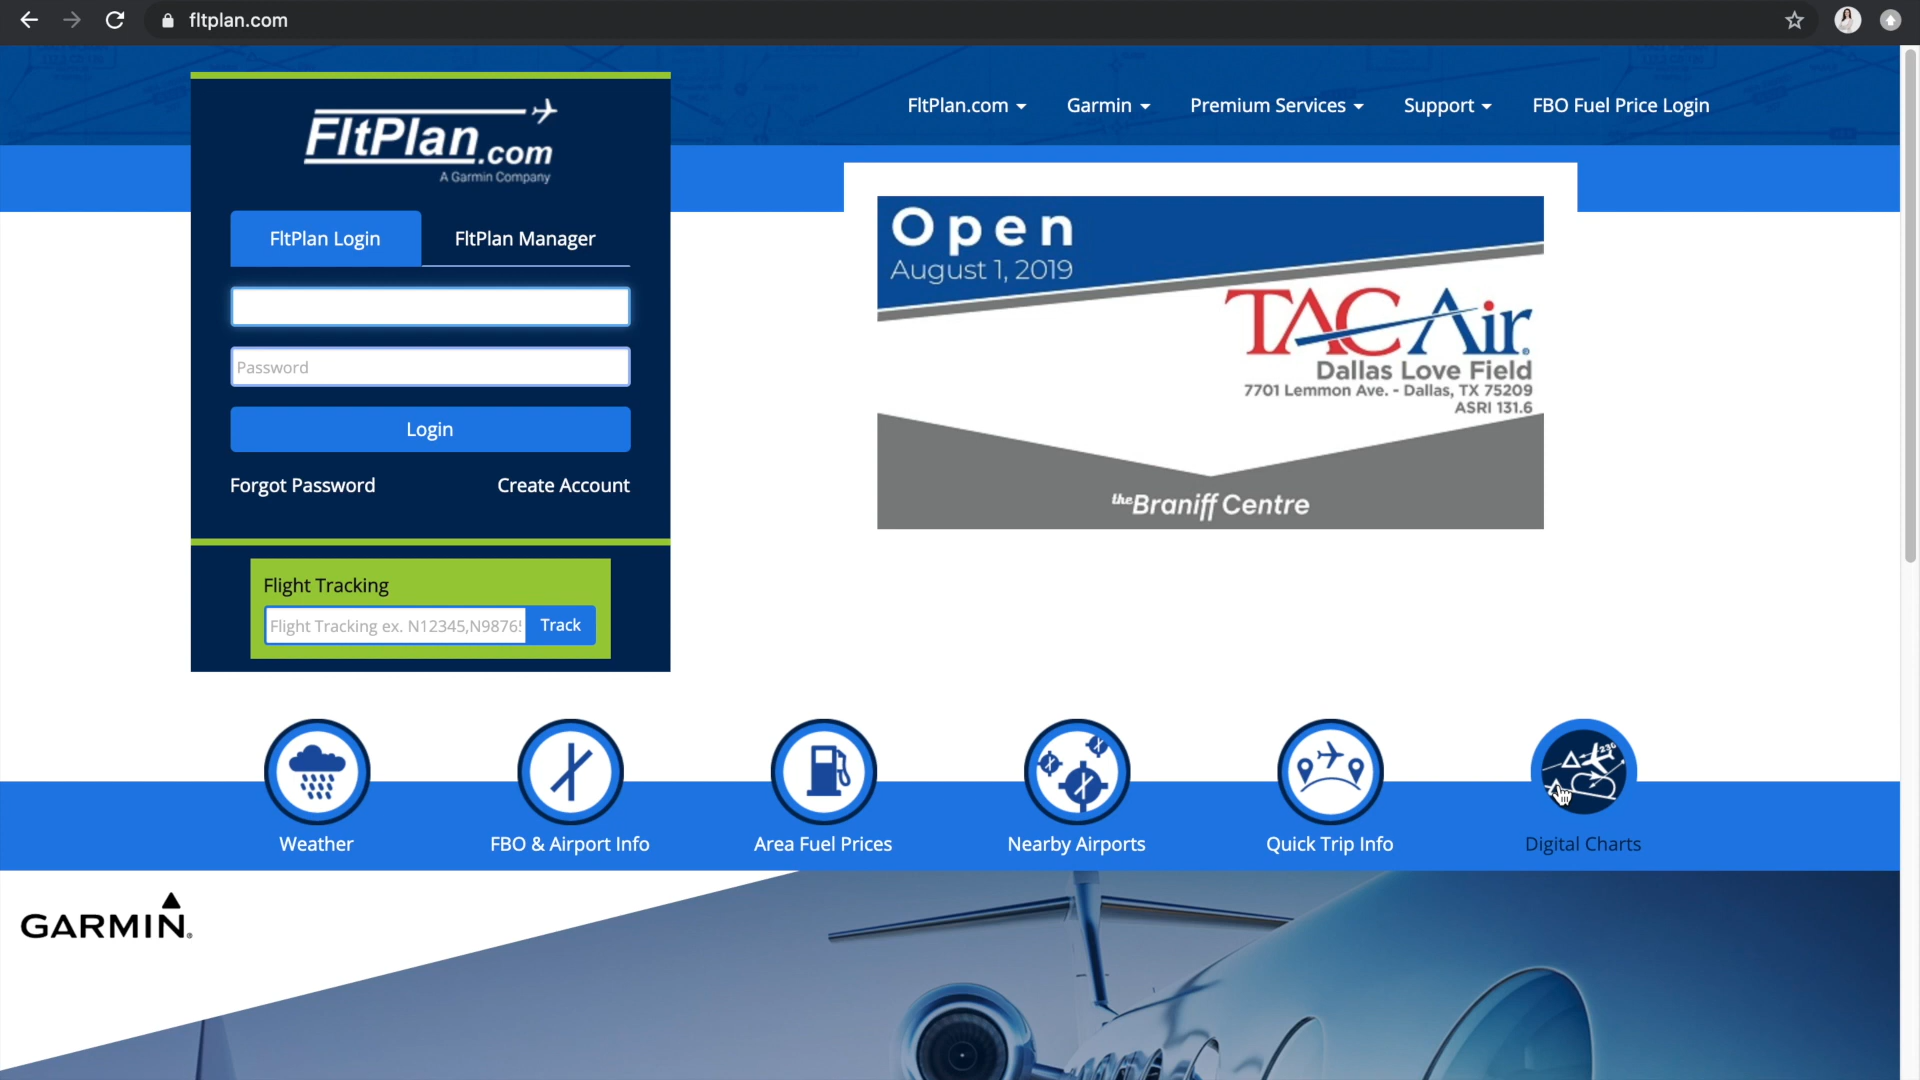 fltplan.com
FltPlan.com
A Garmin Company
FltPlan.com
Garmin
Premium Services
Support
FBO Fuel Price Login
FltPlan Login
FltPlan Manager
Password
Login
Forgot Password
Create Account
Flight Tracking
Flight Tracking ex. N12345,N9876
Track
Open
August 1, 2019
TAC Air®
Dallas Love Field
7701 Lemmon Ave. - Dallas, TX 75209
ASRI 131.6
the Braniff Centre
236
Weather
FBO & Airport Info
Area Fuel Prices
Nearby Airports
Quick Trip Info
Digital Charts
GARMIN®